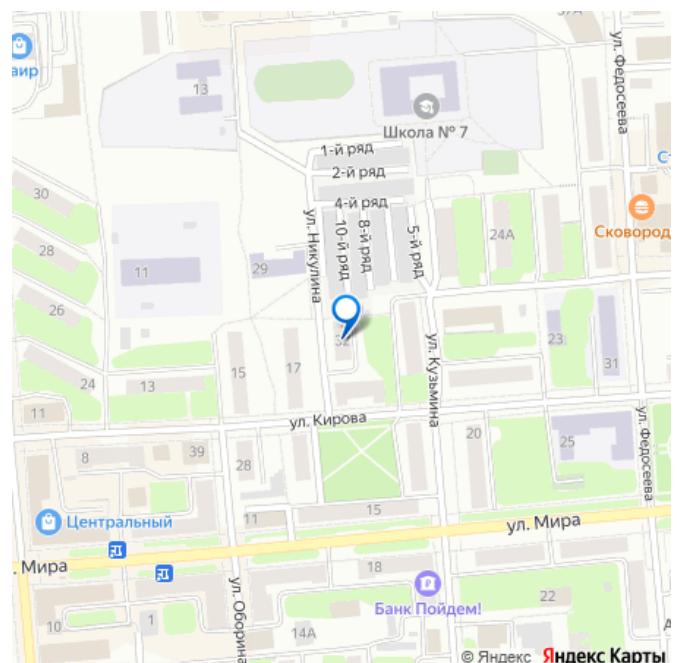 37А
ул. Федосеева
аир
13
Школа № 7
1-й ряд
2-й ряд
4-й ряд
30
ул. Никулина
10-й ряд
8-й ряд
5-й ряд
24А
Сковород
28
11
29
26
32
ул. Кузьмина
23
31
24
13
15
17
11
ул. Кирова
20
25
ул. Федосеева
8
39
28
Центральный
11
15
ул. Мира
. Мира
ул. Оборина
18
Банк Пойдем!
22
10
1
14А
© Яндекс Яндекс Карты